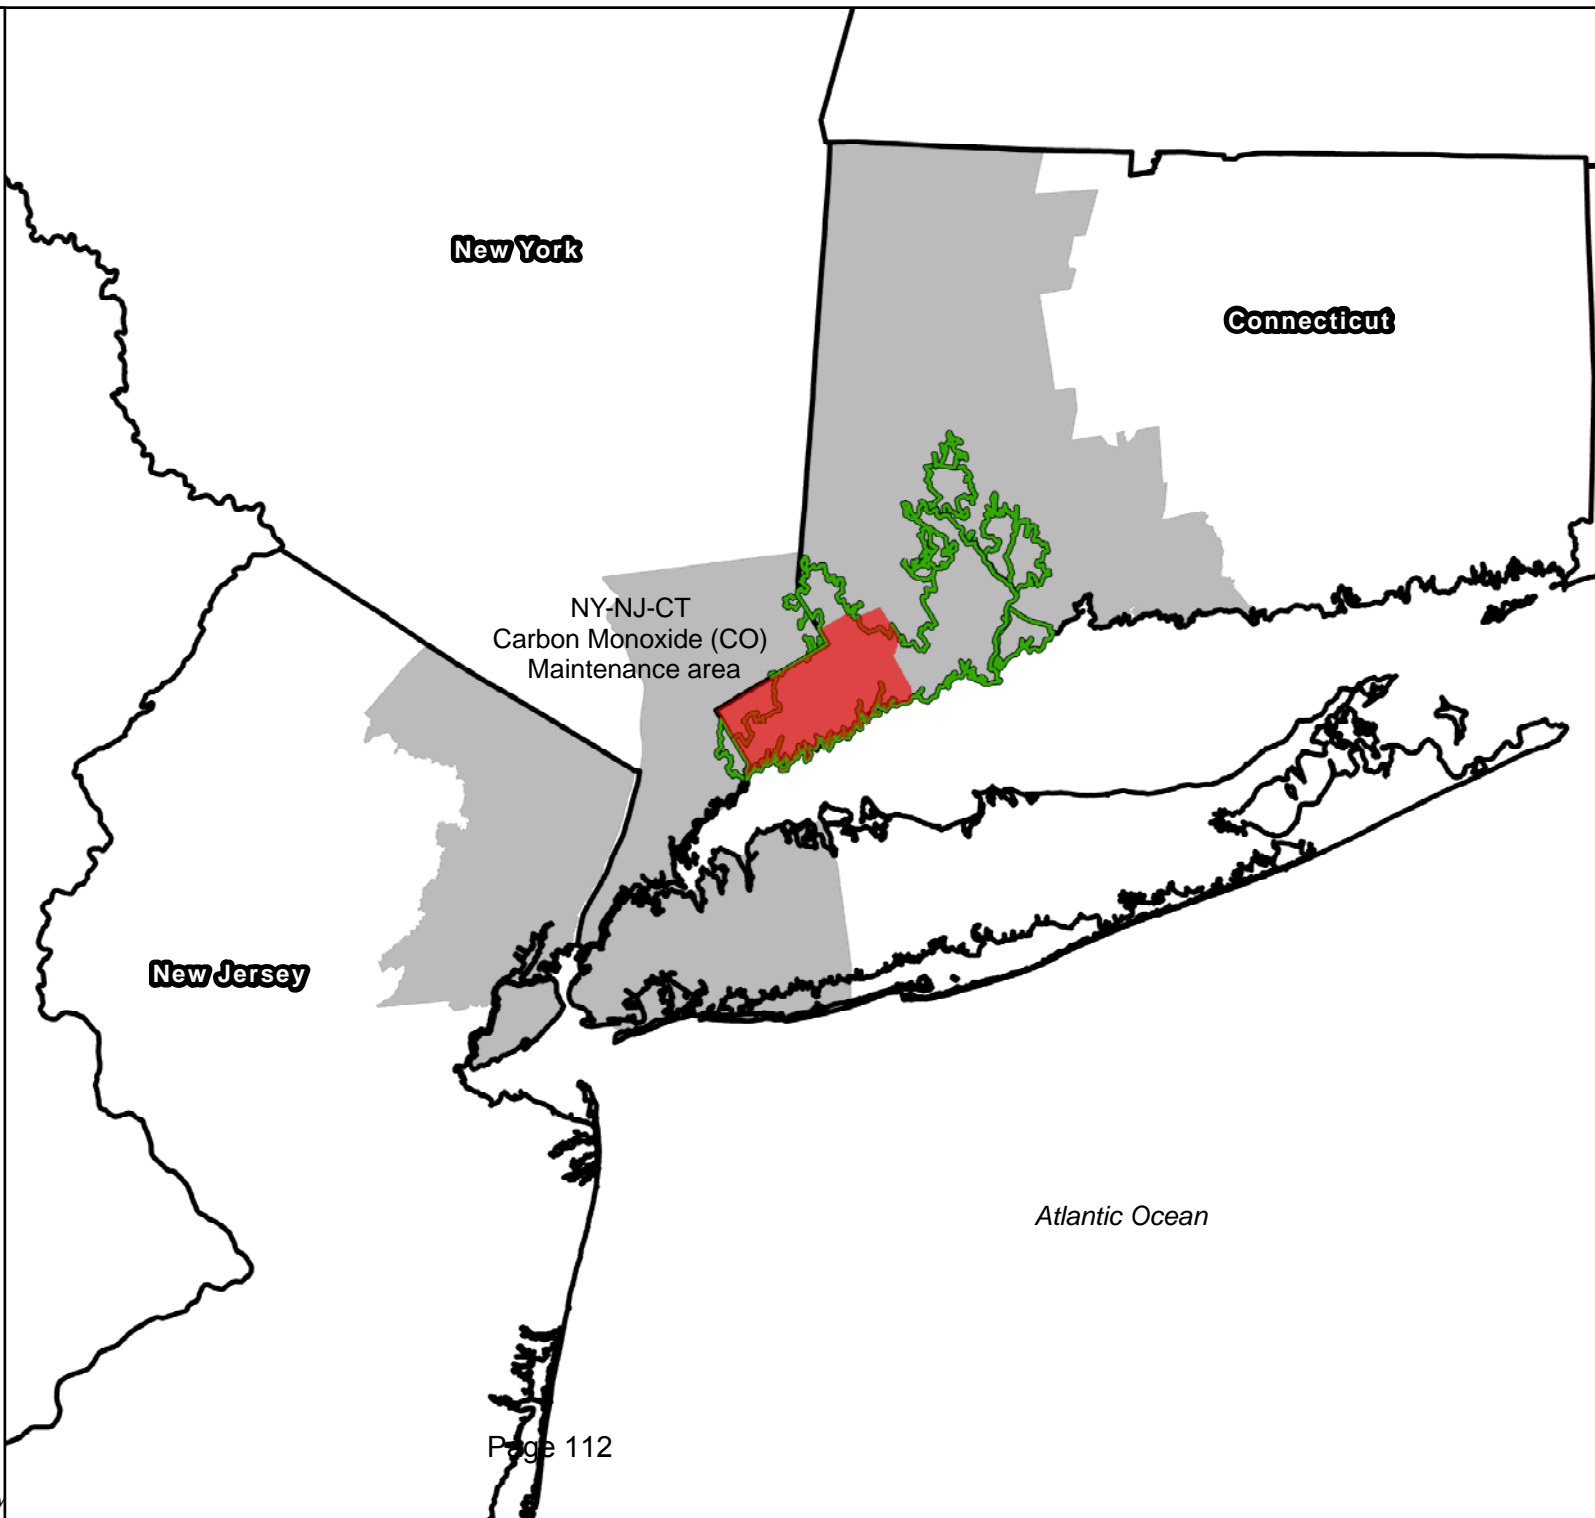 New York
Connecticut
NY-NJ-CT
Carbon Monoxide (CO)
Maintenance area
New Jersey
Atlantic Ocean
Page 112